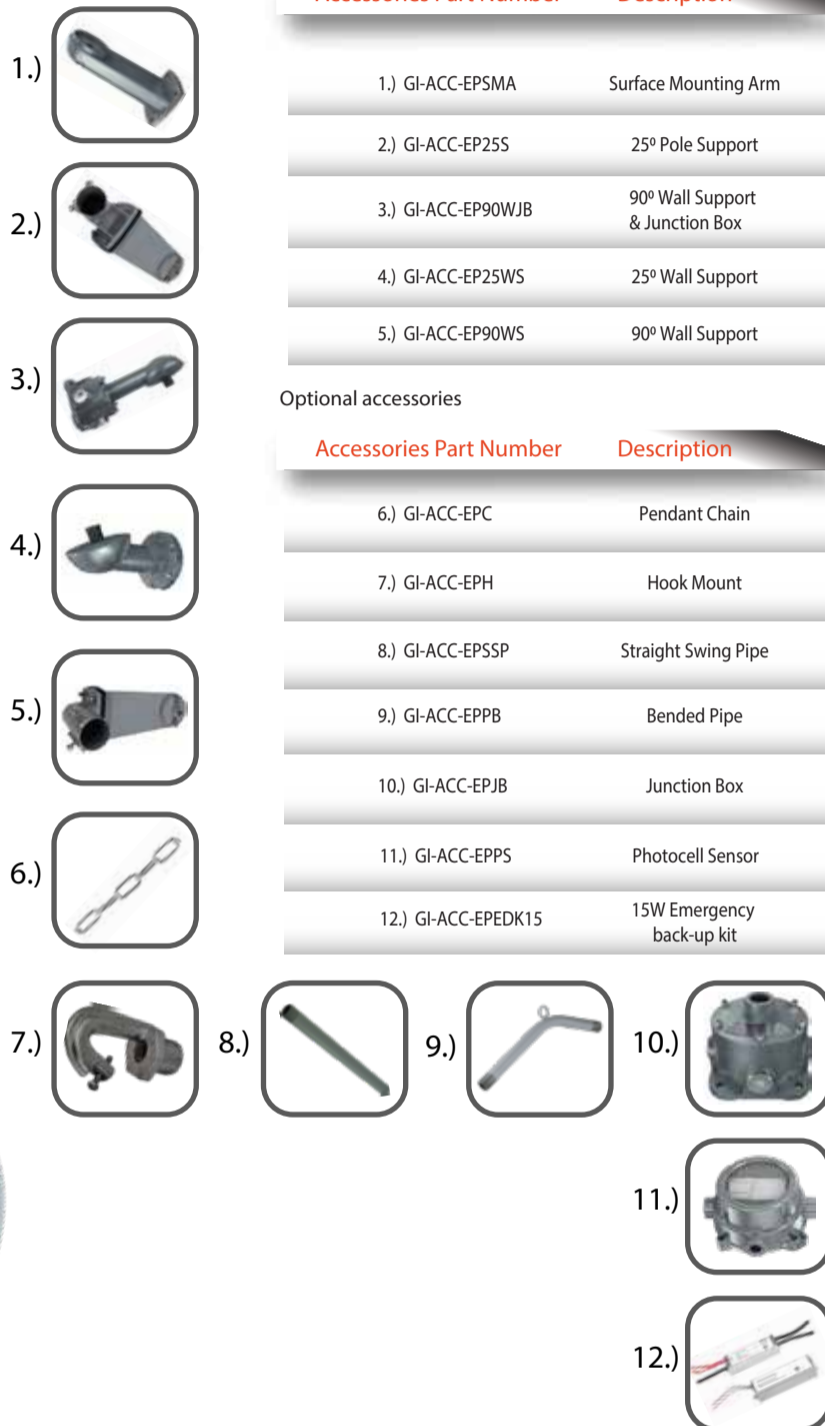 Accessories Part Number Description
1.) GI-ACC-EPSMA Surface Mounting Arm
2.) GI-ACC-EP25S 25º Pole Support
3.) GI-ACC-EP90WJB 90º Wall Support
& Junction Box
4.) GI-ACC-EP25WS 25º Wall Support
5.) GI-ACC-EP90WS 90º Wall Support
Optional accessories
Accessories Part Number Description
6.) GI-ACC-EPC Pendant Chain
7.) GI-ACC-EPH Hook Mount
8.) GI-ACC-EPSSP Straight Swing Pipe
9.) GI-ACC-EPPB Bended Pipe
10.) GI-ACC-EPJB Junction Box
11.) GI-ACC-EPPS Photocell Sensor
12.) GI-ACC-EPEDK15 15W Emergency
back-up kit
1.)
2.)
3.)
4.)
5.)
6.)
7.) 8.) 9.) 10.)
11.)
12.)